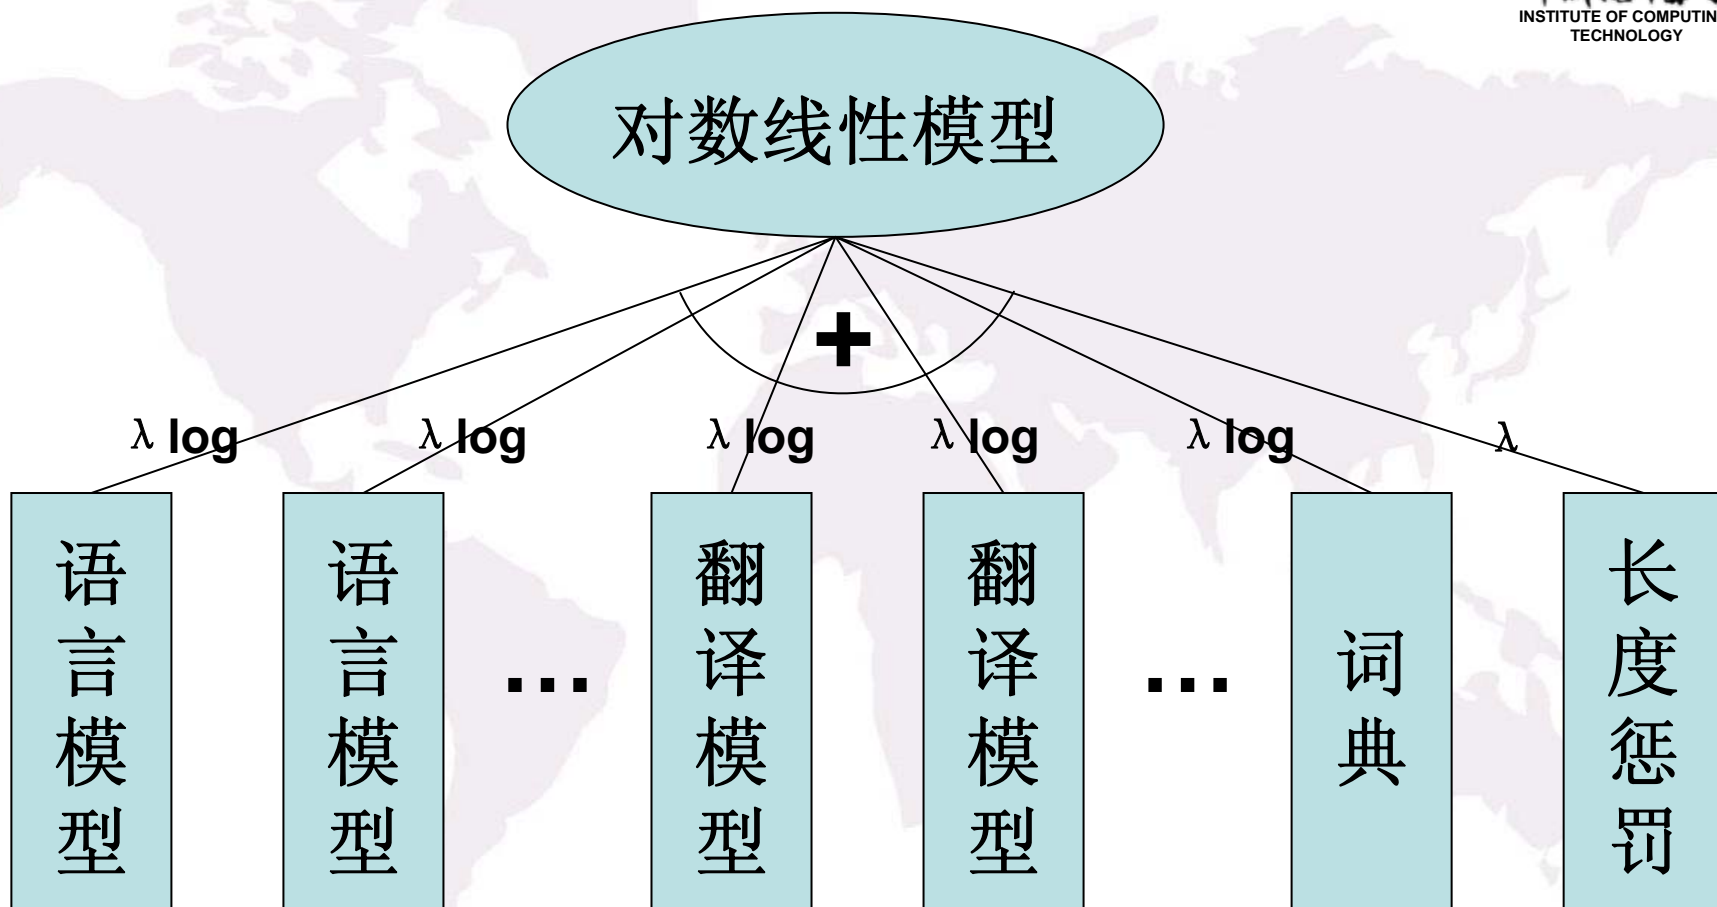 INSTITUTE OF COMPUTIN
TECHNOLOGY
对数线性模型
+
λ log
λ log
λ log
λ log
λ log
λ
语言模型
语言模型
...
翻译模型
翻译模型
...
词典
长度惩罚